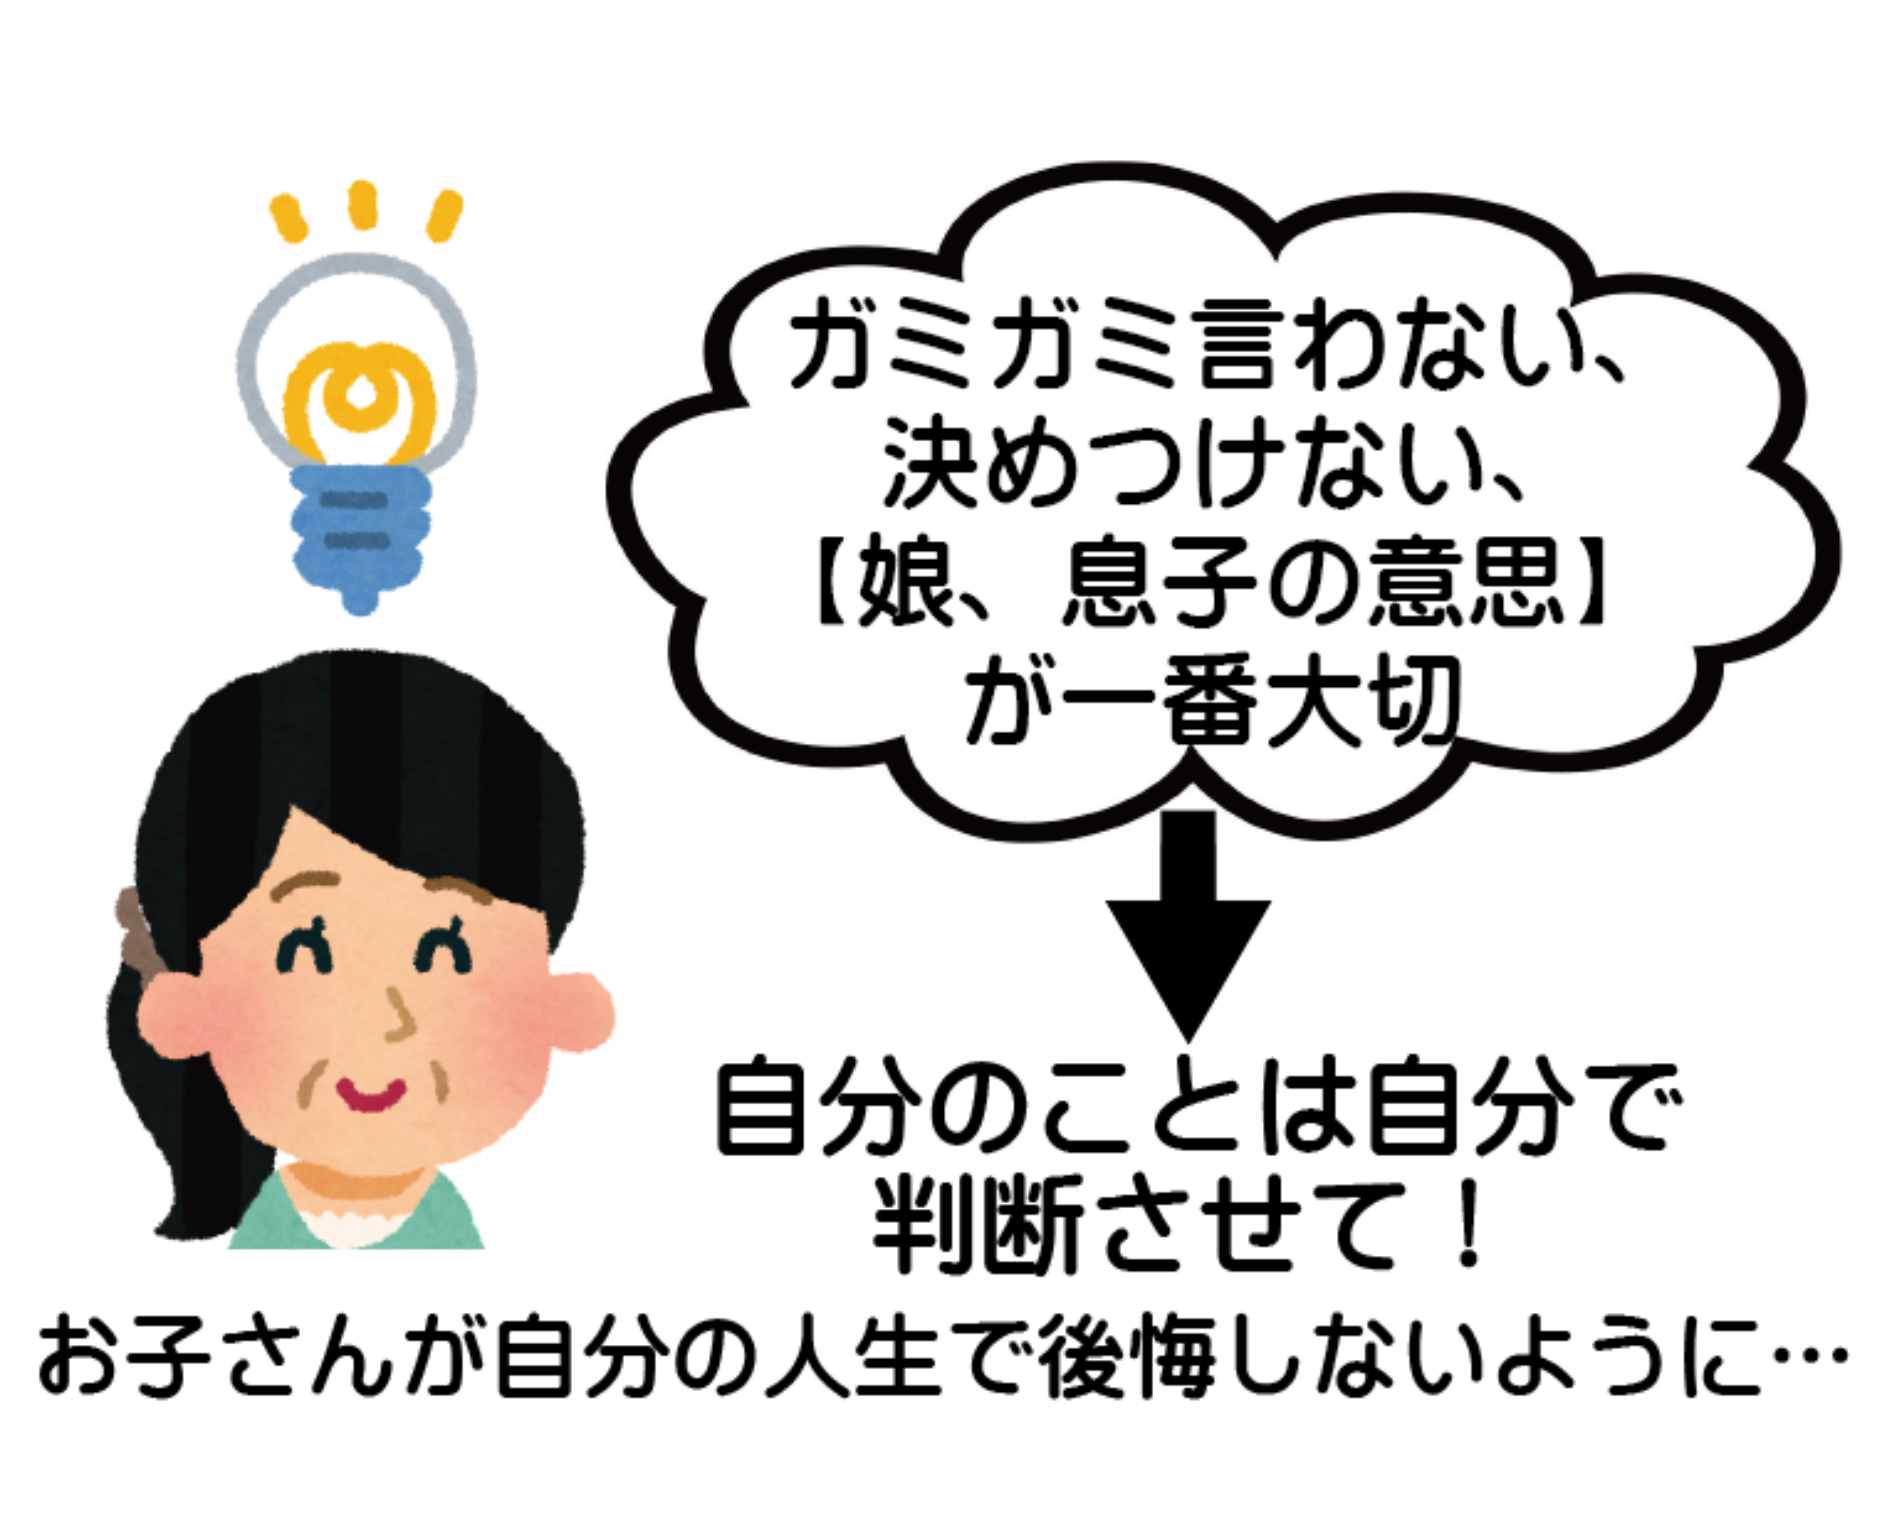 ガミガミ言わない、
決めつけない、
【娘、息子の意思】
が一番大切
自分のことは自分で
判断させて！
お子さんが自分の人生で後悔しないように…